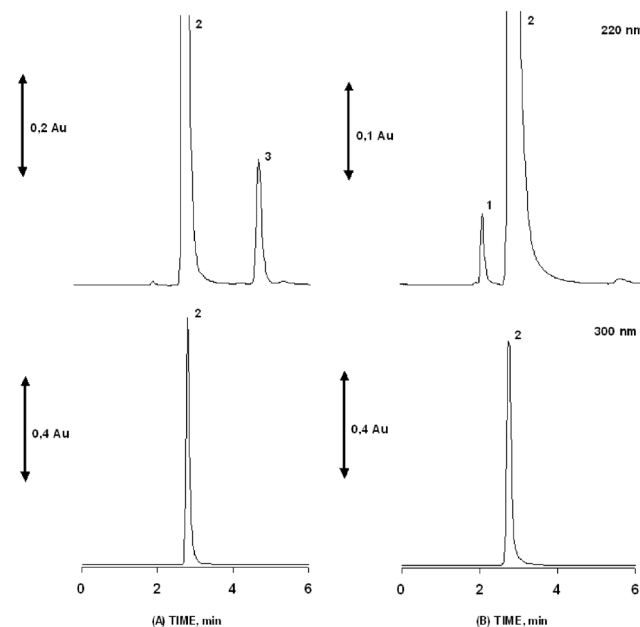 2
2
220 nm
0,2 Au
0,1 Au
3
1
2
2
300 nm
0,4 Au
0,4 Au
0 2 4 6
0 2 4 6
(A) TIME, min
(B) TIME, min